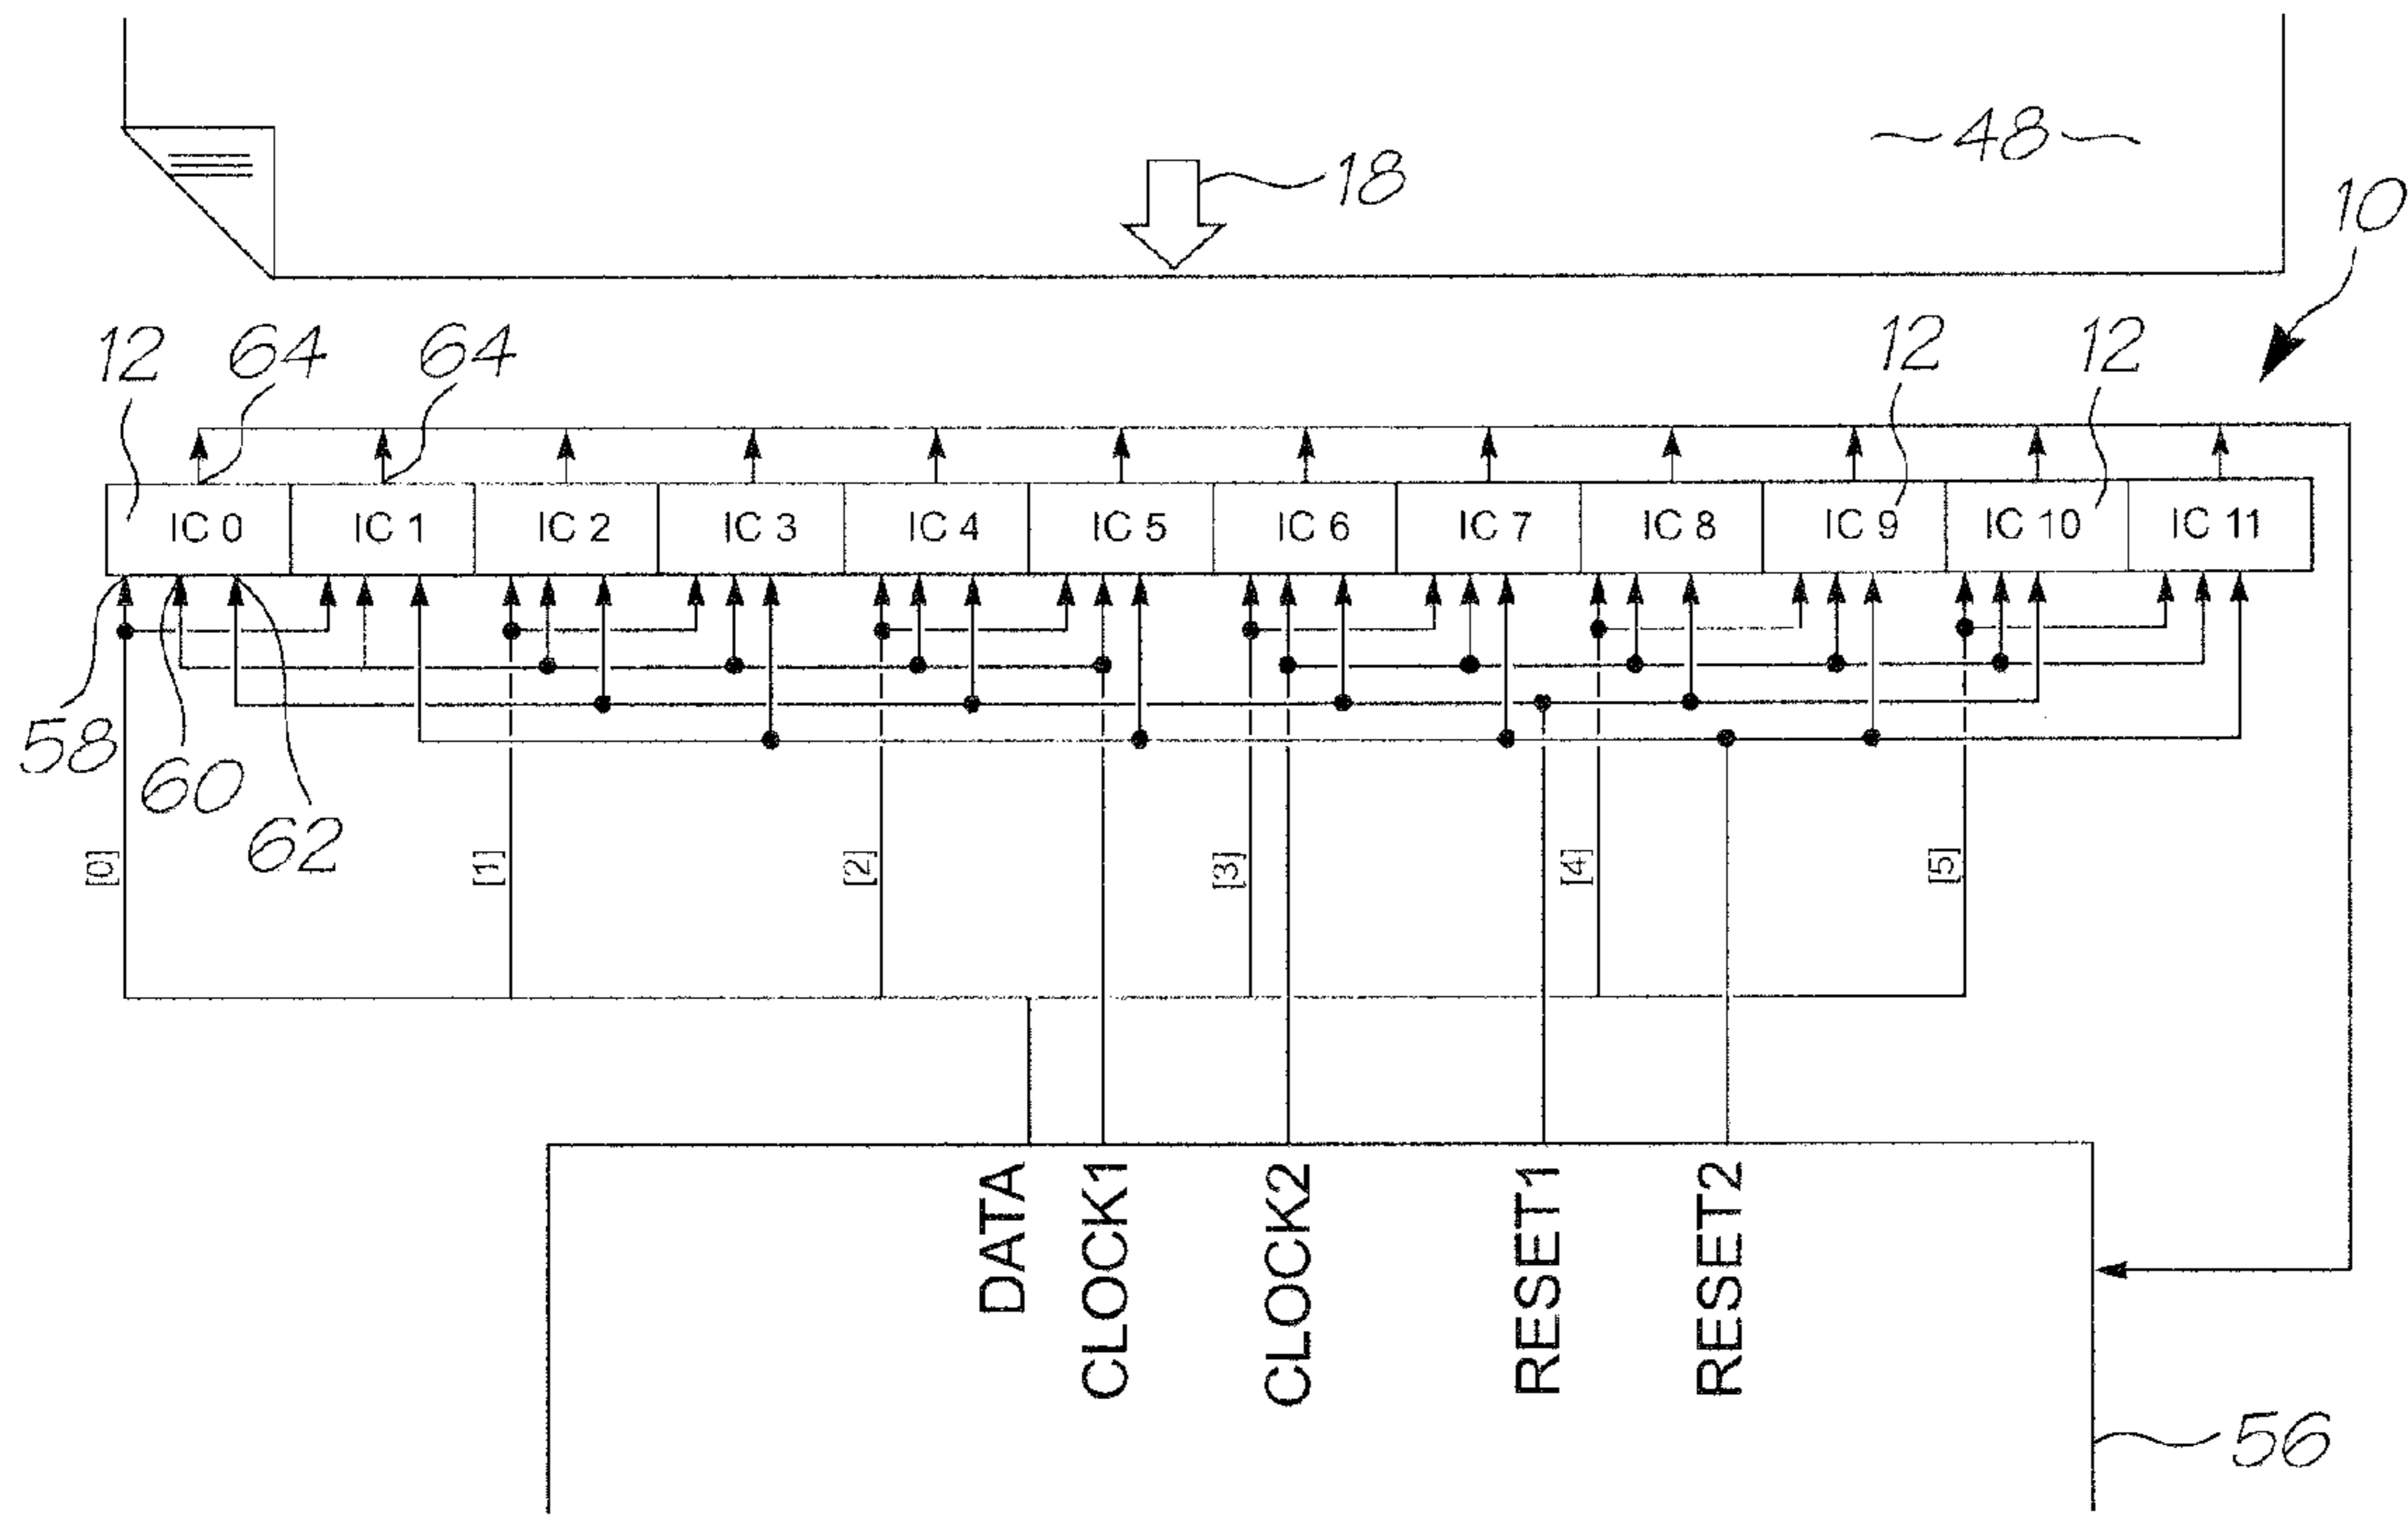 ~48~
18
10
12 64 64 12 12
IC 0 IC 1 IC 2 IC 3 IC 4 IC 5 IC 6 IC 7 IC 8 IC 9 IC 10 IC 11
58
60
62
[0] [1] [2] [3] [4] [5]
DATA
CLOCK1
CLOCK2
RESET1
RESET2
56